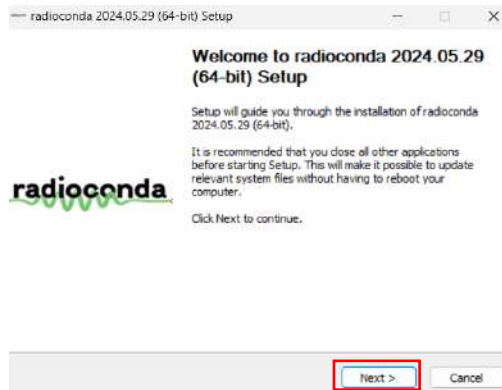 radioconda 2024.05.29 (64-bit) Setup
Welcome to radioconda 2024.05.29
(64-bit) Setup
Setup will guide you through the installation of radioconda
2024.05.29 (64-bit).
It is recommended that you close all other applications
before starting Setup. This will make it possible to update
relevant system files without having to reboot your
computer.
Click Next to continue.
radioconda
Next >
Cancel